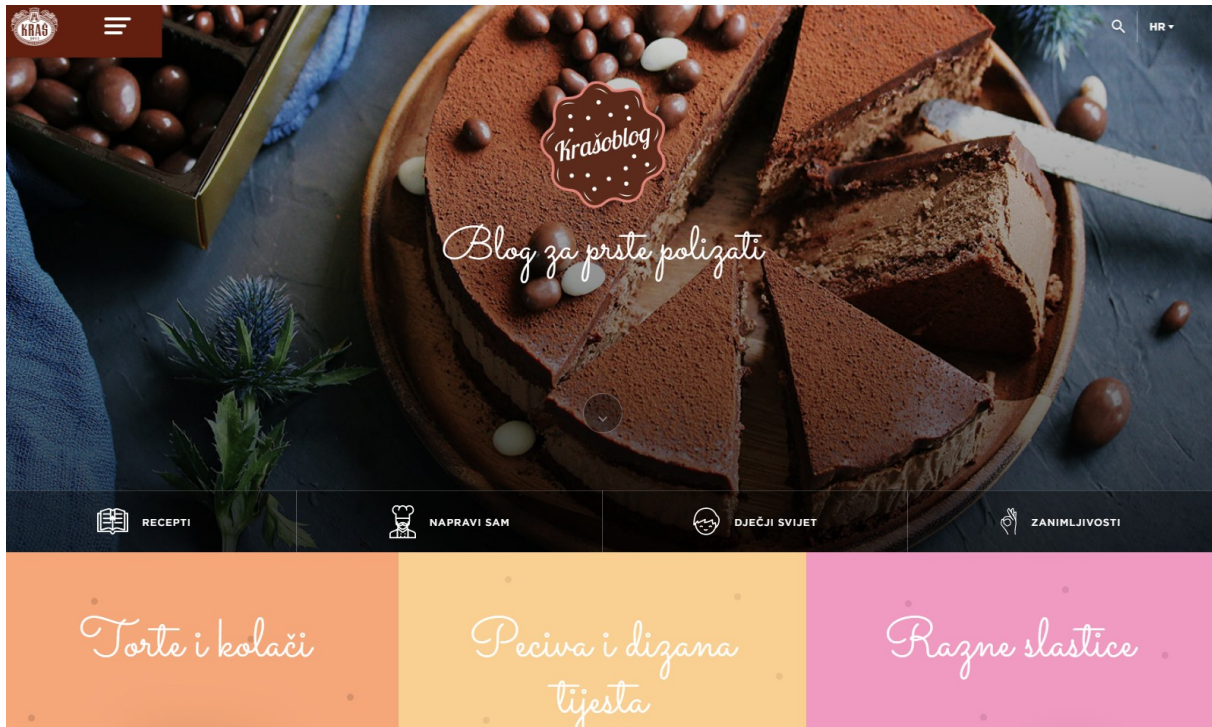 KRAŠ
1911
HR
Krašoblog
Blog za prste polizati
RECEPTI
NAPRAVI SAM
DJEČJI SVIJET
ZANIMLJIVOSTI
Torte i kolači
Peciva i dizana
tijesta
Razne slastice